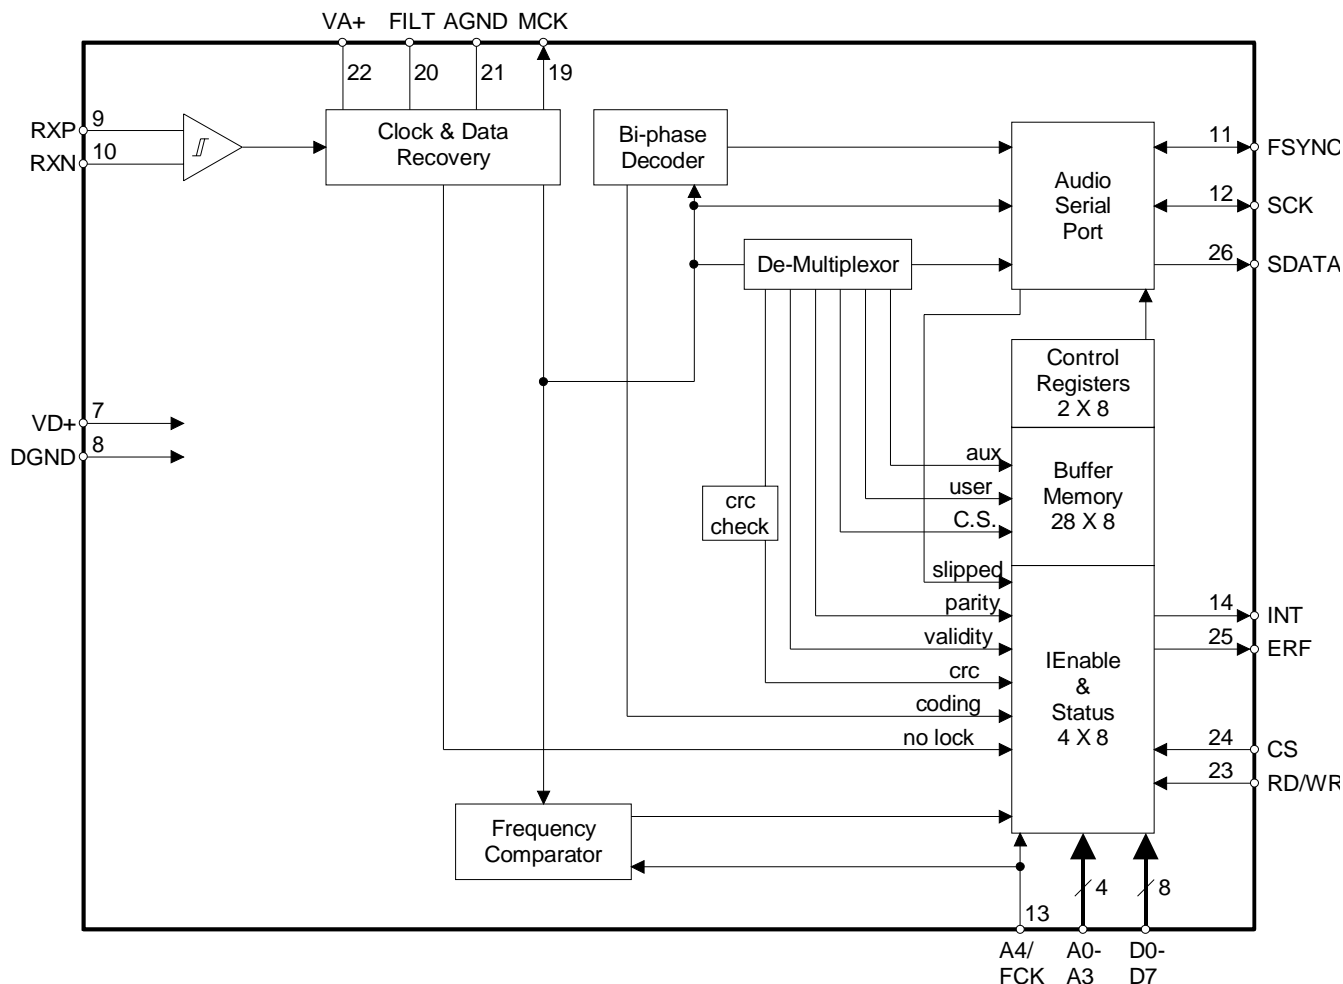 VA+ FILT AGND MCK
22 20 21 19
RXP 9
RXN 10
Clock & Data
Recovery
Bi-phase
Decoder
Audio
Serial
Port
11 FSYNC
12 SCK
26 SDATA
De-Multiplexor
Control
Registers
2 X 8
VD+ 7
DGND 8
aux
user
C.S.
Buffer
Memory
28 X 8
crc
check
slipped
parity
validity
crc
coding
no lock
IEnable
&
Status
4 X 8
14 INT
25 ERF
24 CS
23 RD/WR
Frequency
Comparator
13 4 8
A4/
FCK
A0-
A3
D0-
D7